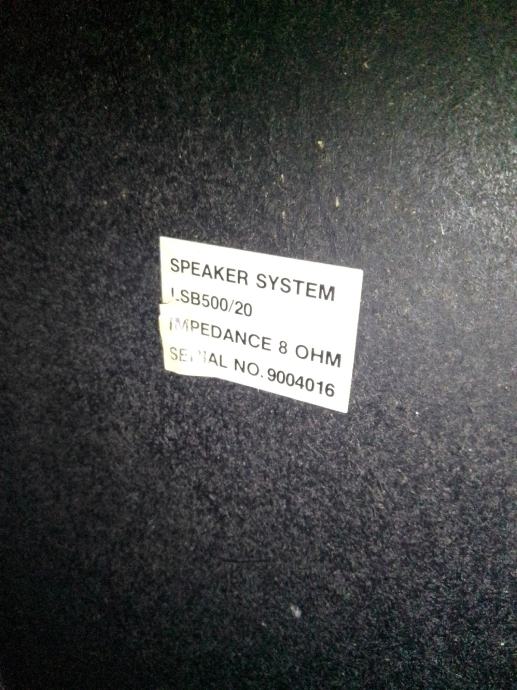 SPEAKER SYSTEM
LSB500/20
IMPEDANCE 8 OHM
SERIAL NO. 9004016